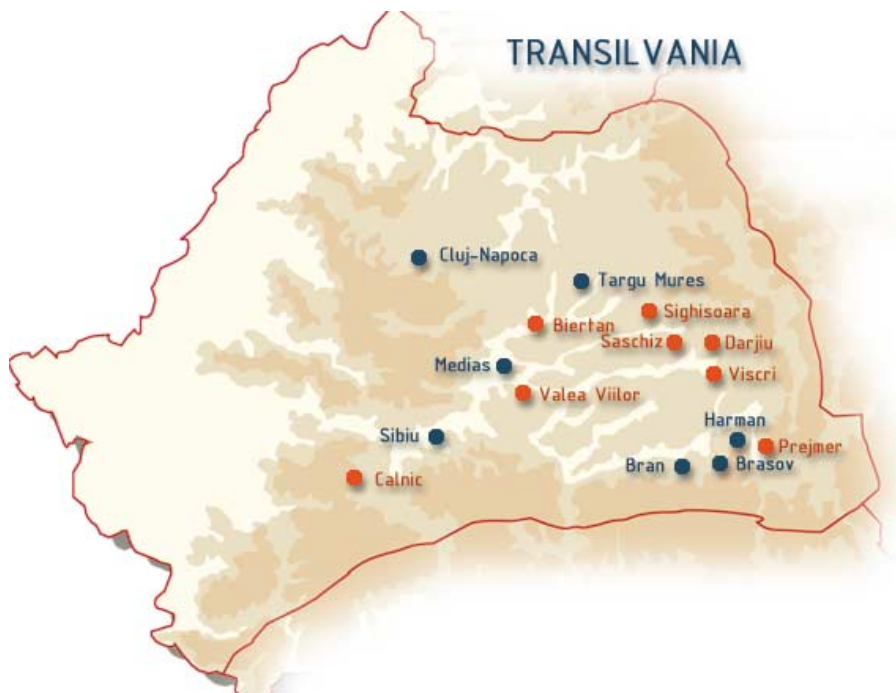 TRANSILVANIA
Cluj-Napoca
Targu Mures
Sighisoara
Biertan
Saschiz
Darjiu
Medias
Viscri
Valea Viilor
Harman
Sibiu
Prejmer
Bran
Brasov
Calnic